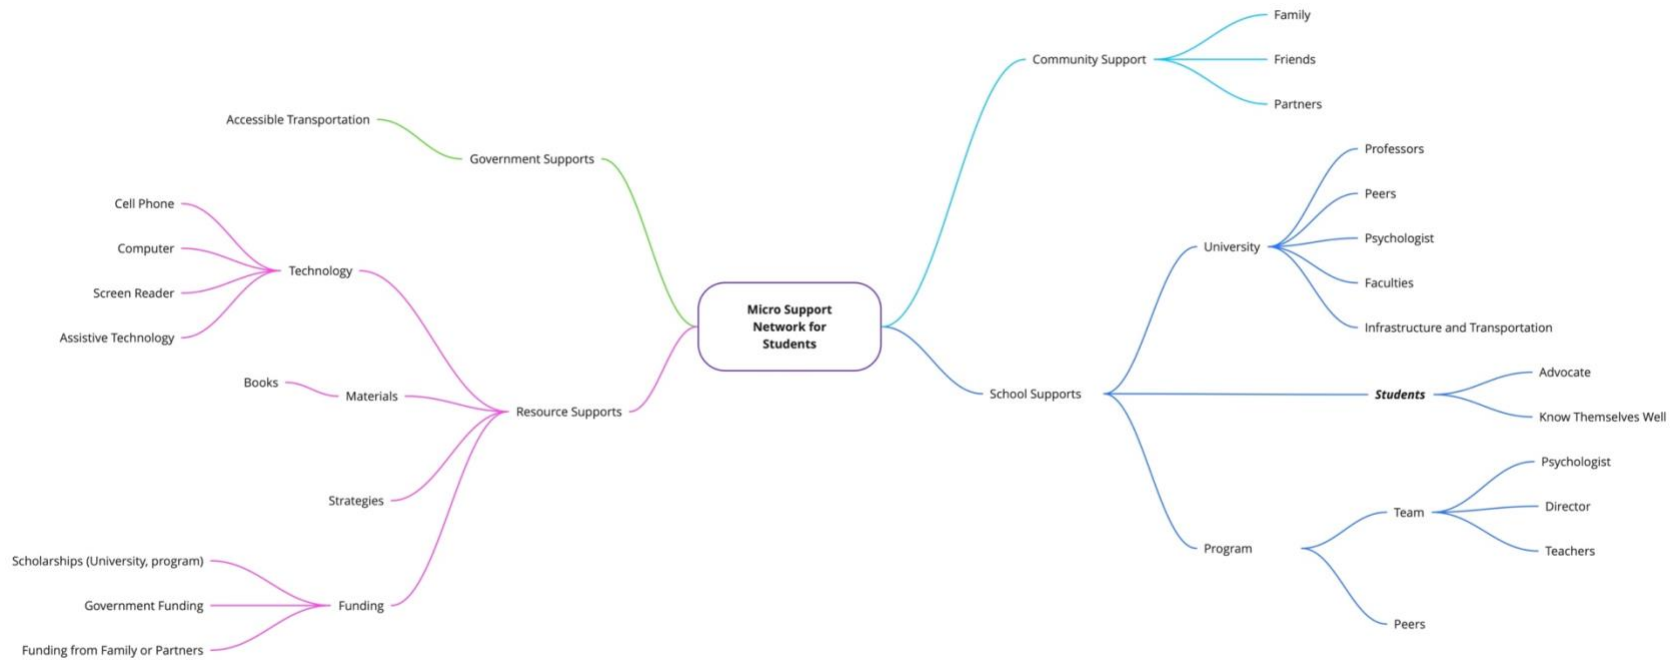 Micro Support
Network for
Students
Community Support
Family
Friends
Partners
School Supports
University
Professors
Peers
Psychologist
Faculties
Infrastructure and Transportation
Students
Advocate
Know Themselves Well
Program
Team
Psychologist
Director
Teachers
Peers
Government Supports
Accessible Transportation
Resource Supports
Technology
Cell Phone
Computer
Screen Reader
Assistive Technology
Materials
Books
Strategies
Funding
Scholarships (University, program)
Government Funding
Funding from Family or Partners